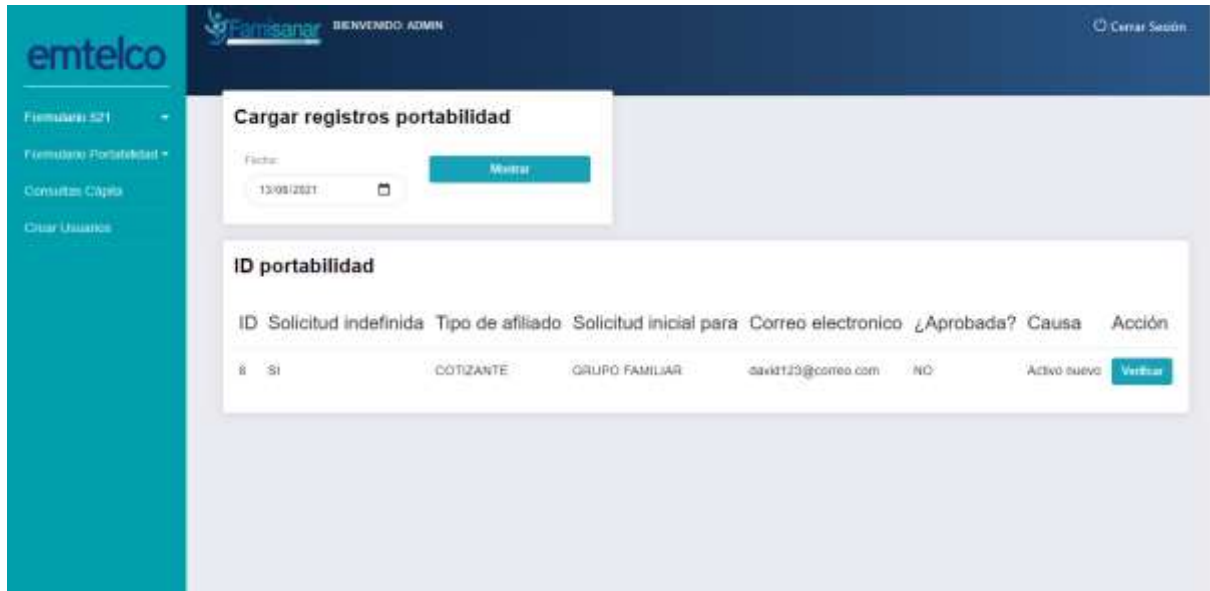 emtelco
Famisanar
BIENVENIDO: ADMIN
Cerrar Sesión
Formulario 521
Formulario Portabilidad
Consultas Cápita
Crear Usuarios
Cargar registros portabilidad
Fecha:
Mostrar
13/08/2021
ID portabilidad
ID Solicitud indefinida Tipo de afiliado Solicitud inicial para Correo electronico ¿Aprobada? Causa Acción
8 SI COTIZANTE GRUPO FAMILIAR david123@correo.com NO Activo nuevo Verificar